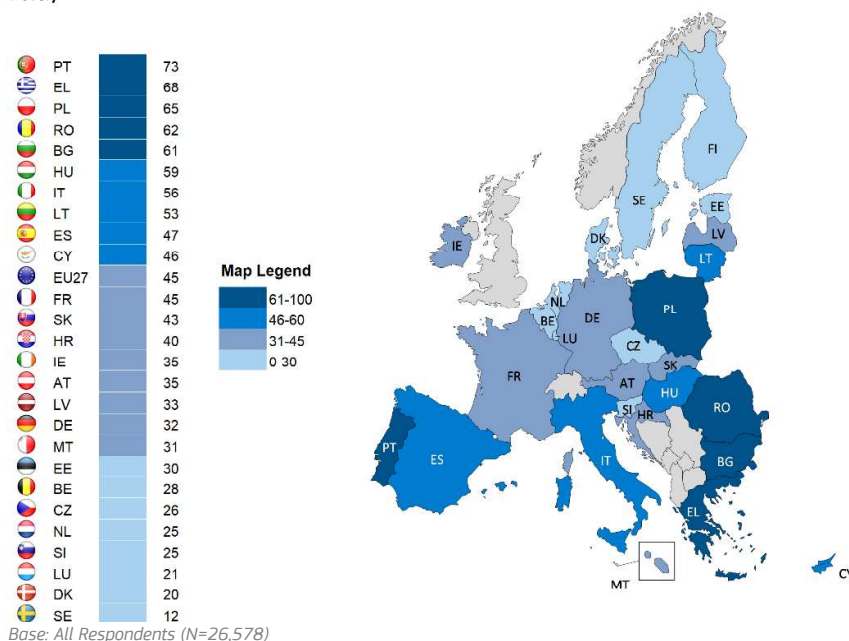 PT 73
EL 68
PL 65
RO 62
BG 61
HU 59
IT 56
LT 53
ES 47
CY 46
EU27 45
FR 45
SK 43
HR 40
IE
AT 35
LV 33
DE 32
MT 31
EE 30
BE 28
CZ 26
NL 25
SI 25
LU 21
DK 20
SE 12
Base: All Respondents (N=26,578)
Map Legend
61-100
46-60
31-45
0 30
FI
SE
EE
LV
DK
LT
IE
NL
BE
DE
PL
LU
CZ
SK
FR
AT
HU
RO
SI
HR
PT
ES
IT
BG
EL
MT
CY